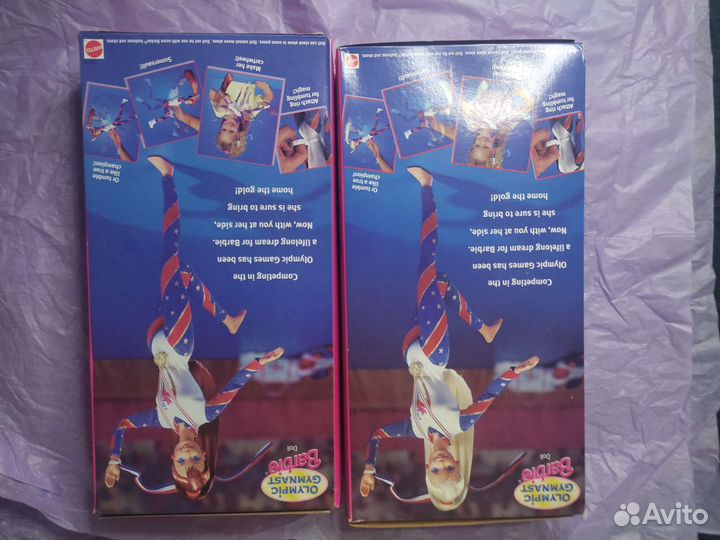 OLYMPIC
GYMNAST
Barbie
Doll
Competing in the
Olympic Games has been
a lifelong dream for Barbie.
Now, with you at her side,
she is sure to bring
home the gold!
Attach ring
for tumbling
magic!
Make her
cartwheel!
Somersault!
Or tumble
like a true
champion!
MATTEL
OLYMPIC
GYMNAST
Barbie
Doll
Competing in the
Olympic Games has been
a lifelong dream for Barbie.
Now, with you at her side,
she is sure to bring
home the gold!
Attach ring
for tumbling
magic!
Make her
Somersault!
Or tumble
like a true
champion!
Avito